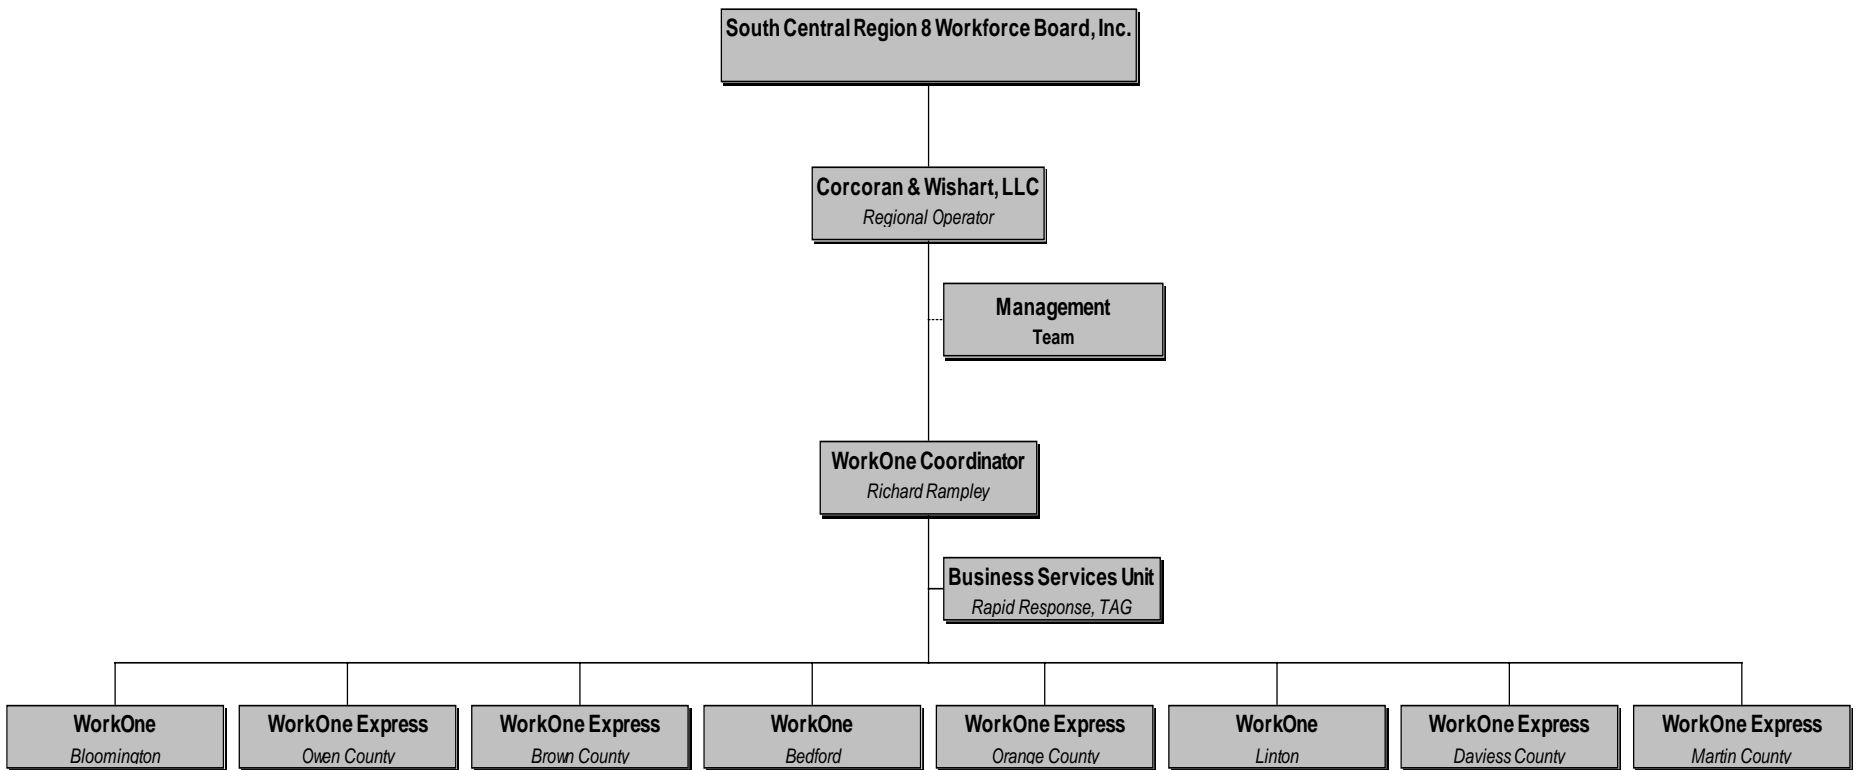 South Central Region 8 Workforce Board, Inc.
Corcoran & Wishart, LLC
Regional Operator
Management
Team
WorkOne Coordinator
Richard Rampley
Business Services Unit
Rapid Response, TAG
WorkOne
Bloomington
WorkOne Express
Owen County
WorkOne Express
Brown County
WorkOne
Bedford
WorkOne Express
Orange County
WorkOne
Linton
WorkOne Express
Daviess County
WorkOne Express
Martin County